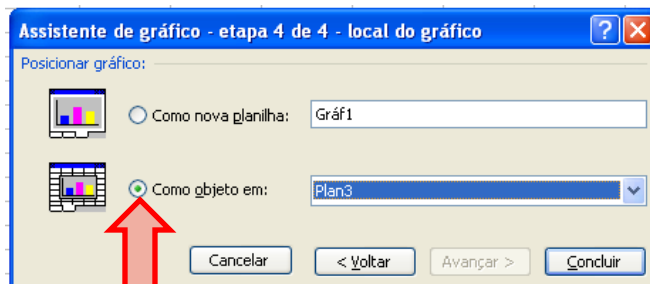 Assistente de gráfico - etapa 4 de 4 - local do gráfico
Posicionar gráfico:
Como nova planilha: Gráf1
Como objeto em: Plan3
Cancelar < Voltar Avançar > Concluir